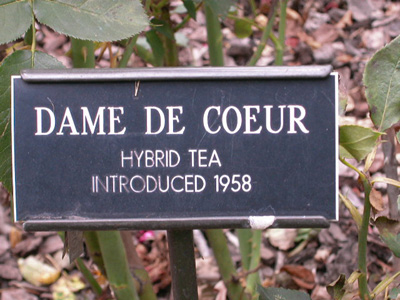 DAME DE COEUR
HYBRID TEA
INTRODUCED 1958